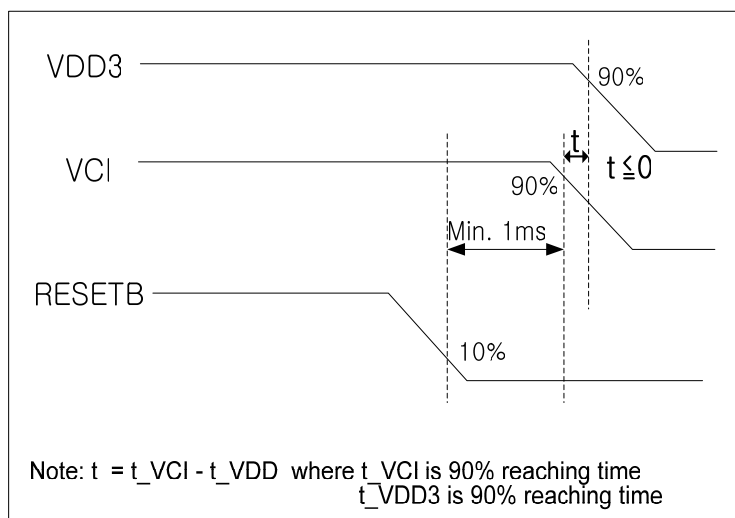 VDD3
90%
t
VCI
t ≦0
90%
Min. 1ms
RESETB
10%
Note: t = t_VCI - t_VDD where t_VCI is 90% reaching time
t_VDD3 is 90% reaching time